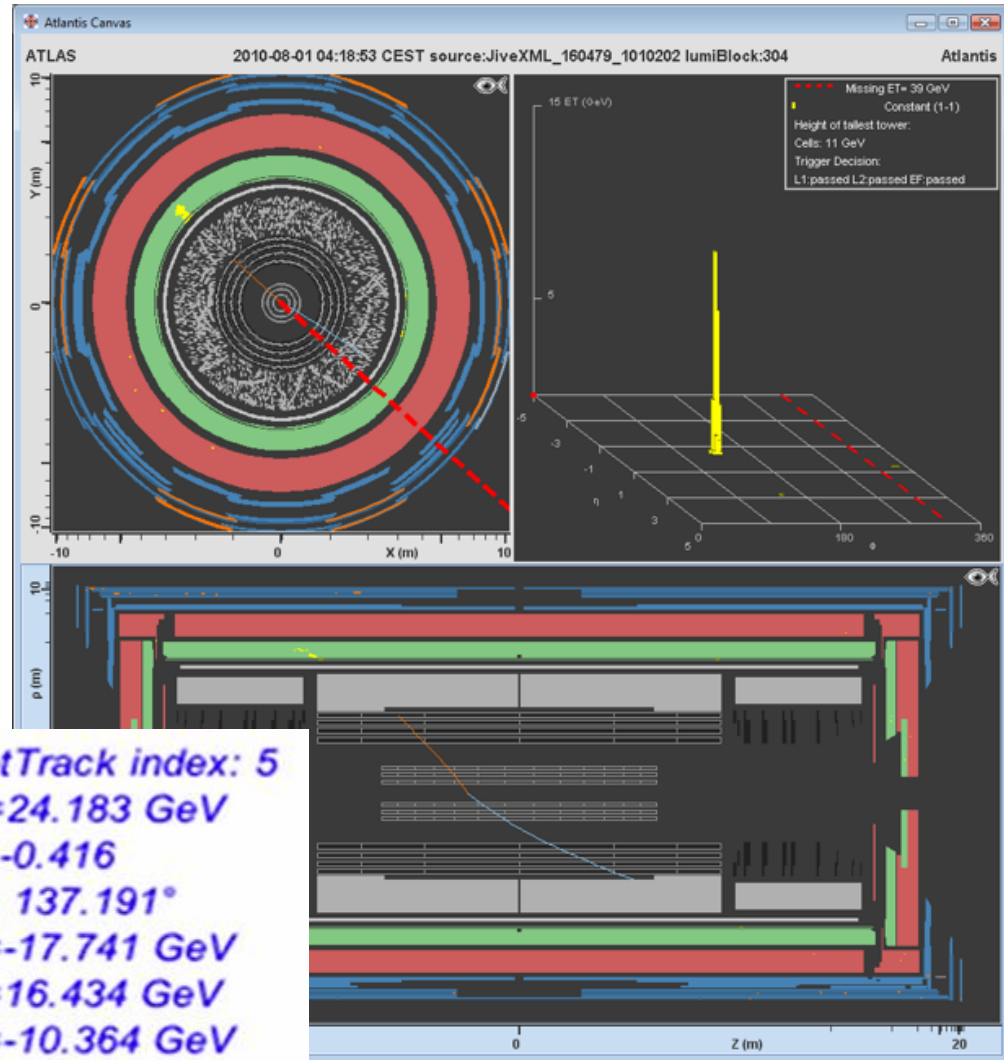 Atlantis Canvas
ATLAS 2010-08-01 04:18:53 CEST source:JiveXML_160479_1010202 lumiBlock:304 Atlantis
10
Y (m)
0
-10
-10 0 X (m) 10
15 ET (GeV)
5
-5
-3
-1
η 1
3
5
0 180 Φ 360
Missing ET= 39 GeV
Constant (1-1)
Height of tallest tower:
Cells: 11 GeV
Trigger Decision:
L1:passed L2:passed EF:passed
10
ρ (m)
0 Z (m) 20
tTrack index: 5
=24.183 GeV
-0.416
137.191°
=-17.741 GeV
=16.434 GeV
=-10.364 GeV